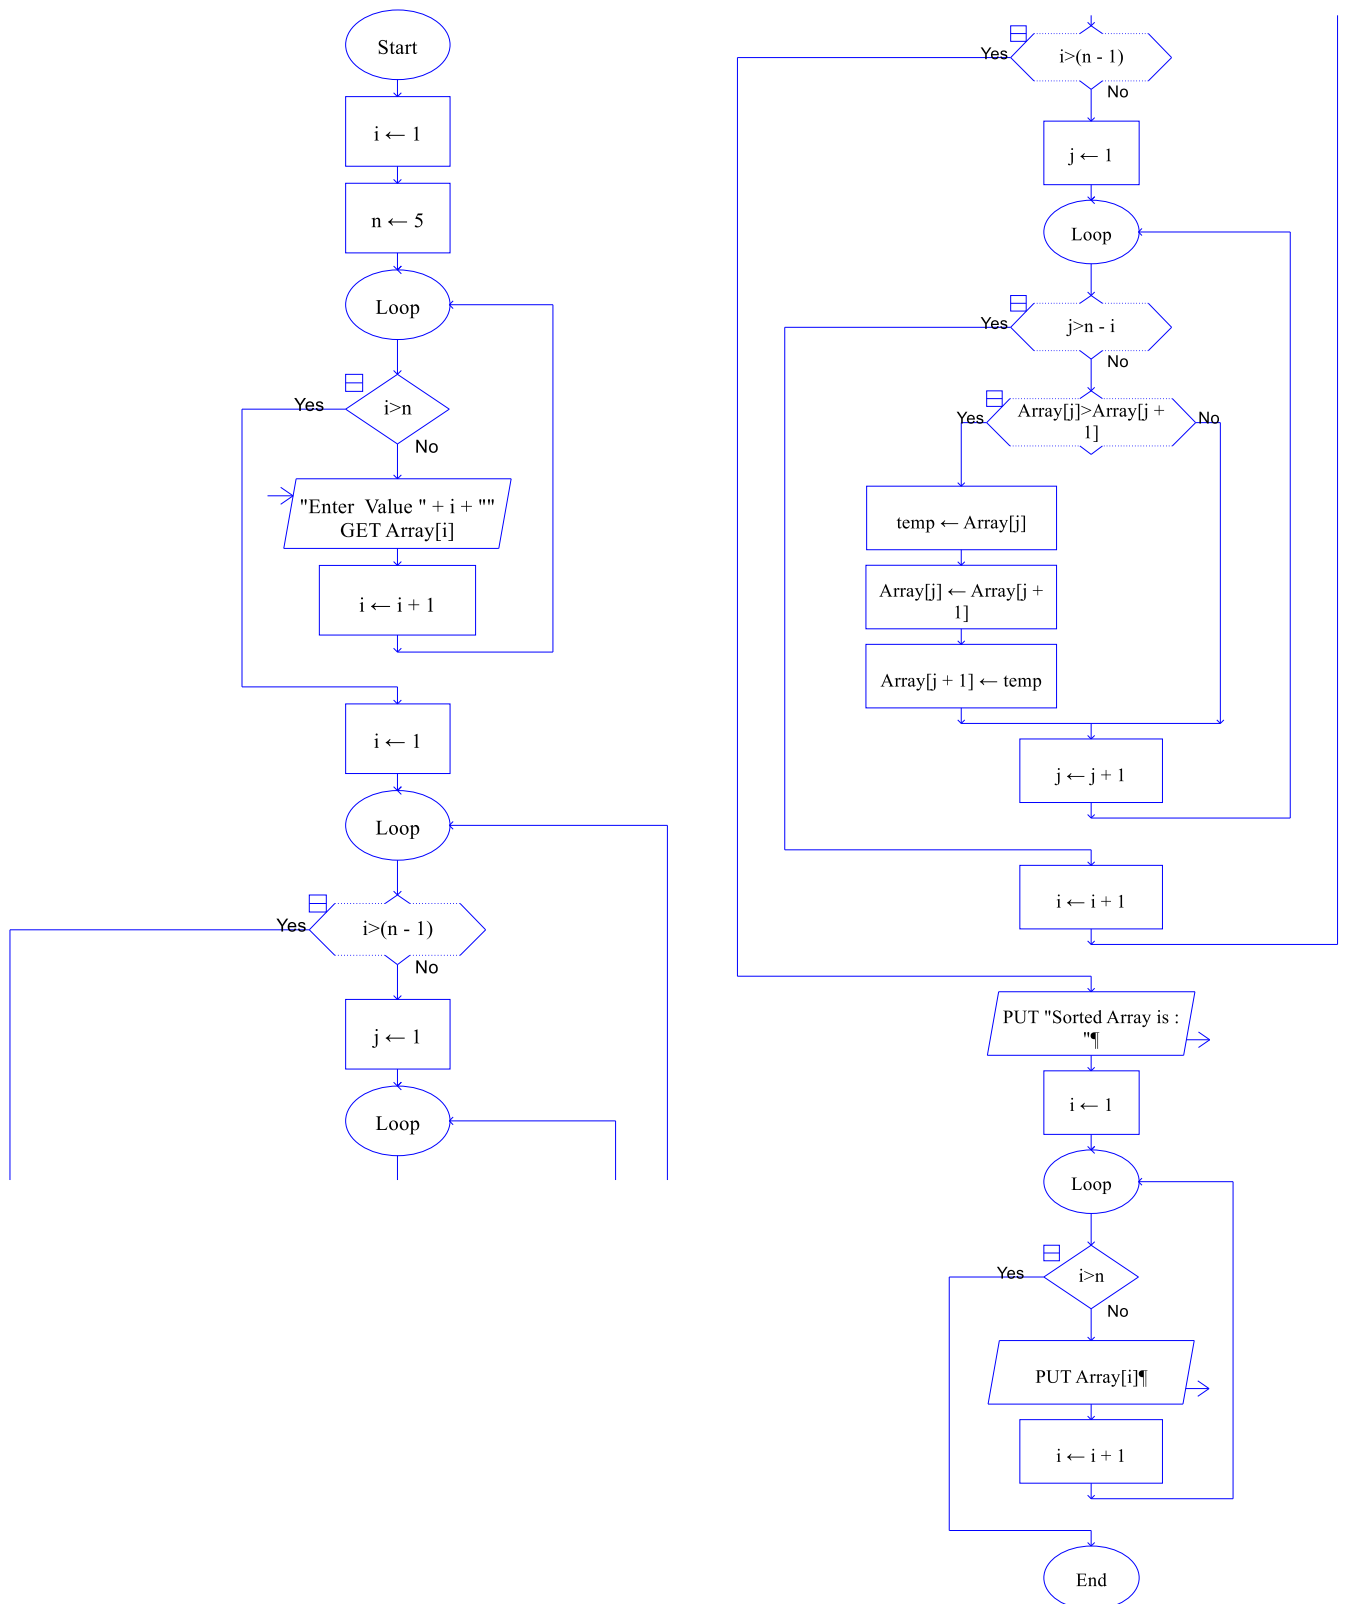 Start
i ← 1
n ← 5
Loop
i>n
Yes
No
"Enter  Value " + i + ""
GET Array[i]
i ← i + 1
i ← 1
Loop
i>(n - 1)
Yes
No
j ← 1
Loop
i>(n - 1)
Yes
No
j ← 1
Loop
j>n - i
Yes
No
Array[j]>Array[j +
1]
Yes
No
temp ← Array[j]
Array[j] ← Array[j +
1]
Array[j + 1] ← temp
j ← j + 1
i ← i + 1
PUT "Sorted Array is :
"¶
i ← 1
Loop
i>n
Yes
No
PUT Array[i]¶
i ← i + 1
End